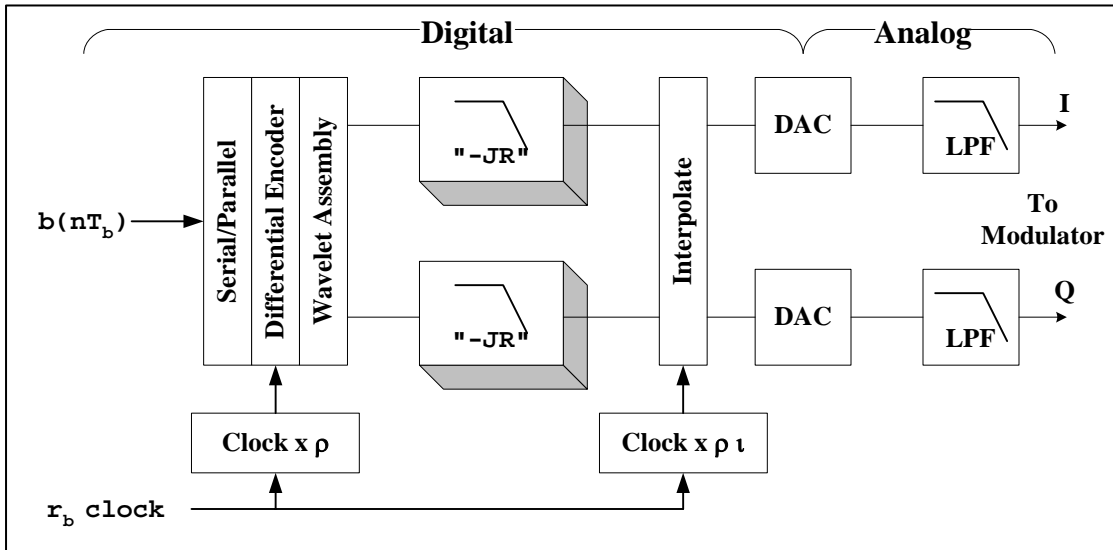 Digital
Analog
Serial/Parallel
Differential Encoder
Wavelet Assembly
"-JR"
"-JR"
Interpolate
DAC
DAC
LPF
LPF
I
Q
To
Modulator
b(nT_b)
Clock x ρ
Clock x ρ ι
r_b clock